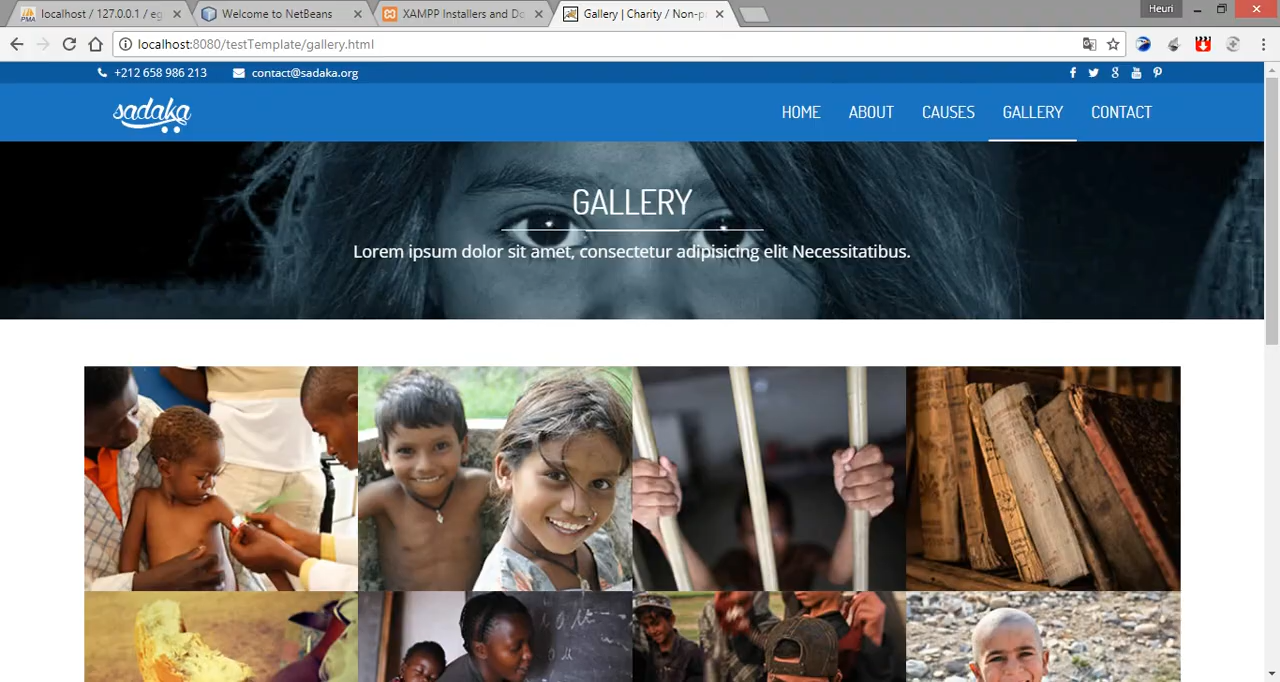 localhost / 127.0.0.1 / eg
Welcome to NetBeans
XAMPP Installers and Do
Gallery | Charity / Non-p
Heuri
localhost:8080/testTemplate/gallery.html
+212 658 986 213 contact@sadaka.org
sadaka
HOME ABOUT CAUSES GALLERY CONTACT
GALLERY
Lorem ipsum dolor sit amet, consectetur adipisicing elit Necessitatibus.